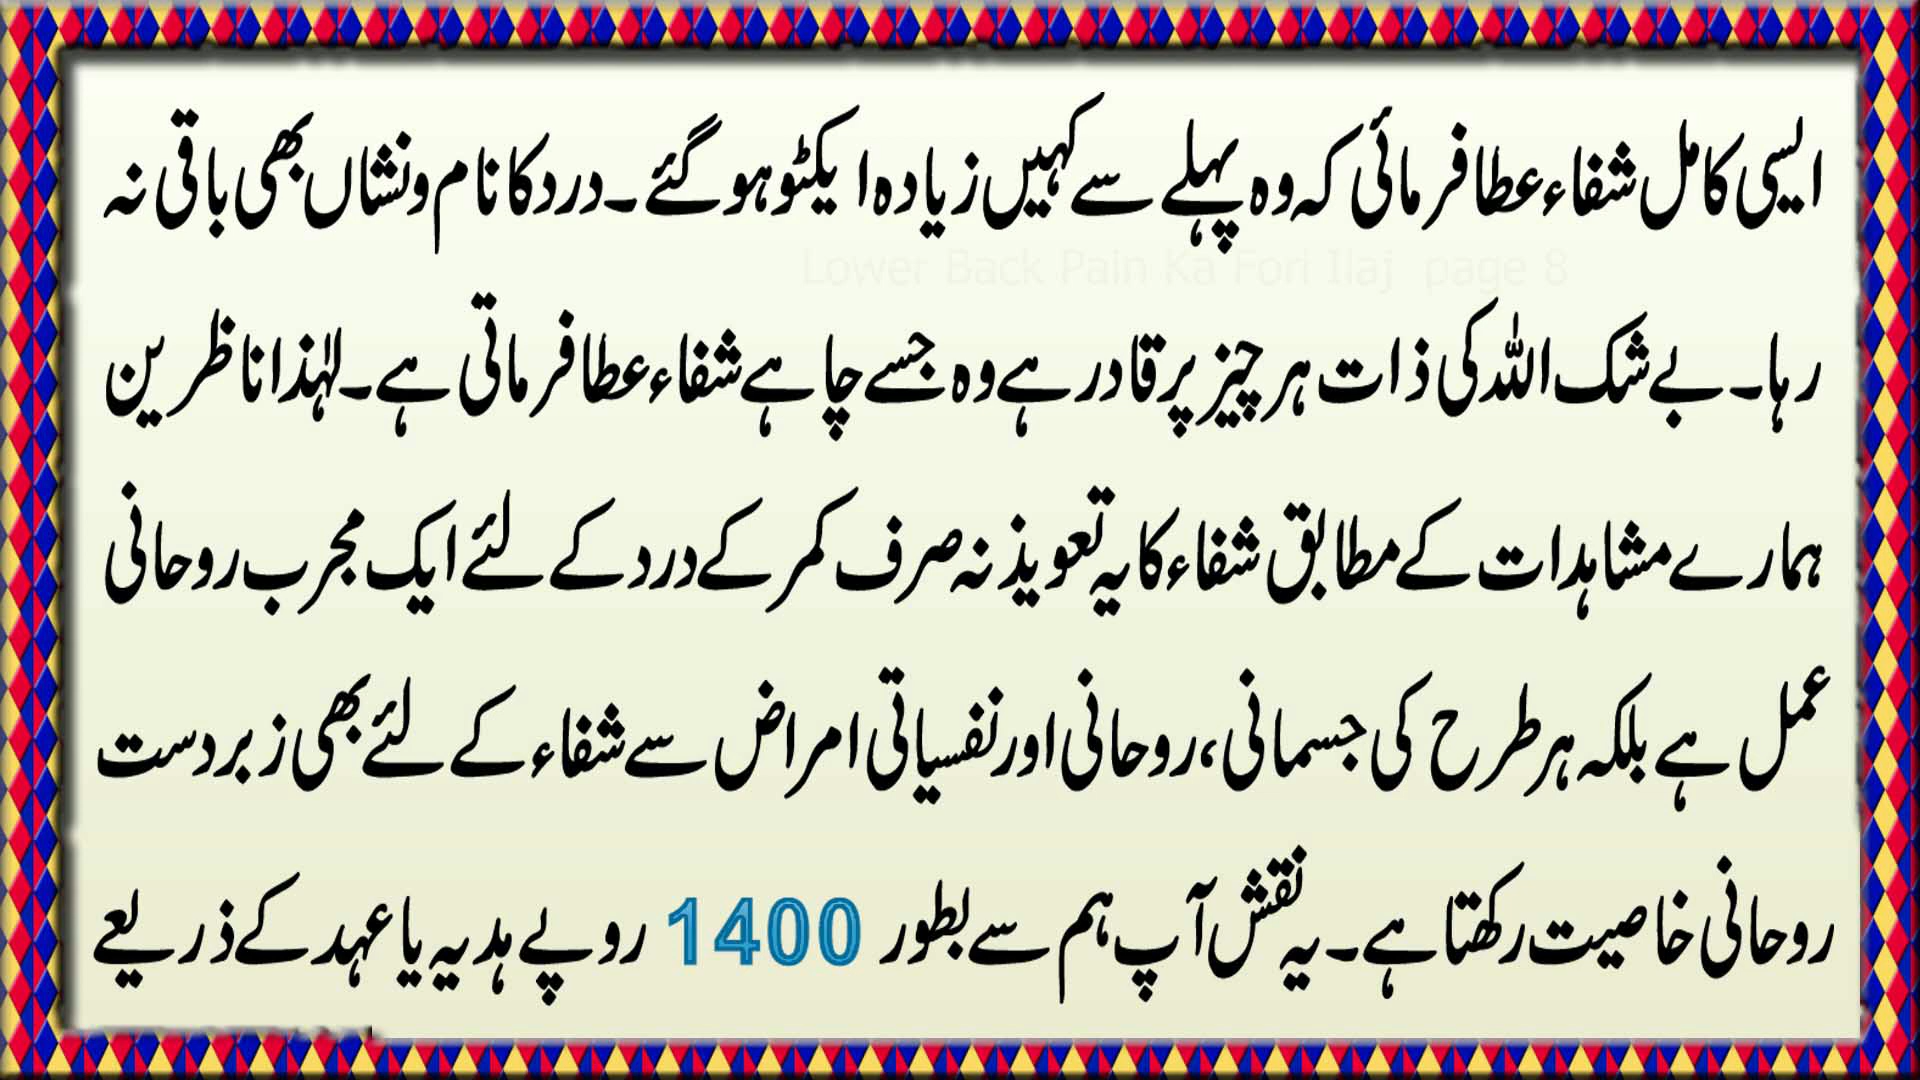 ایسی کامل شفاء عطا فرمائی کہ وہ پہلے سے کہیں زیادہ ایکٹو ہو گئے۔ درد کا نام و نشاں بھی باقی نہ
Lower Back Pain Ka Fori Ilaj page 8
رہا۔ بے شک اللہ کی ذات ہر چیز پر قادر ہے وہ جسے چاہے شفاء عطا فرماتی ہے۔ لہٰذا ناظرین
ہمارے مشاہدات کے مطابق شفاء کا یہ تعویذ نہ صرف کمر کے درد کے لئے ایک مجرب روحانی
عمل ہے بلکہ ہر طرح کی جسمانی، روحانی اور نفسیاتی امراض سے شفاء کے لئے بھی زبردست
روحانی خاصیت رکھتا ہے۔ یہ نقش آپ ہم سے بطور 1400 روپے ہدیہ یا عہد کے ذریعے